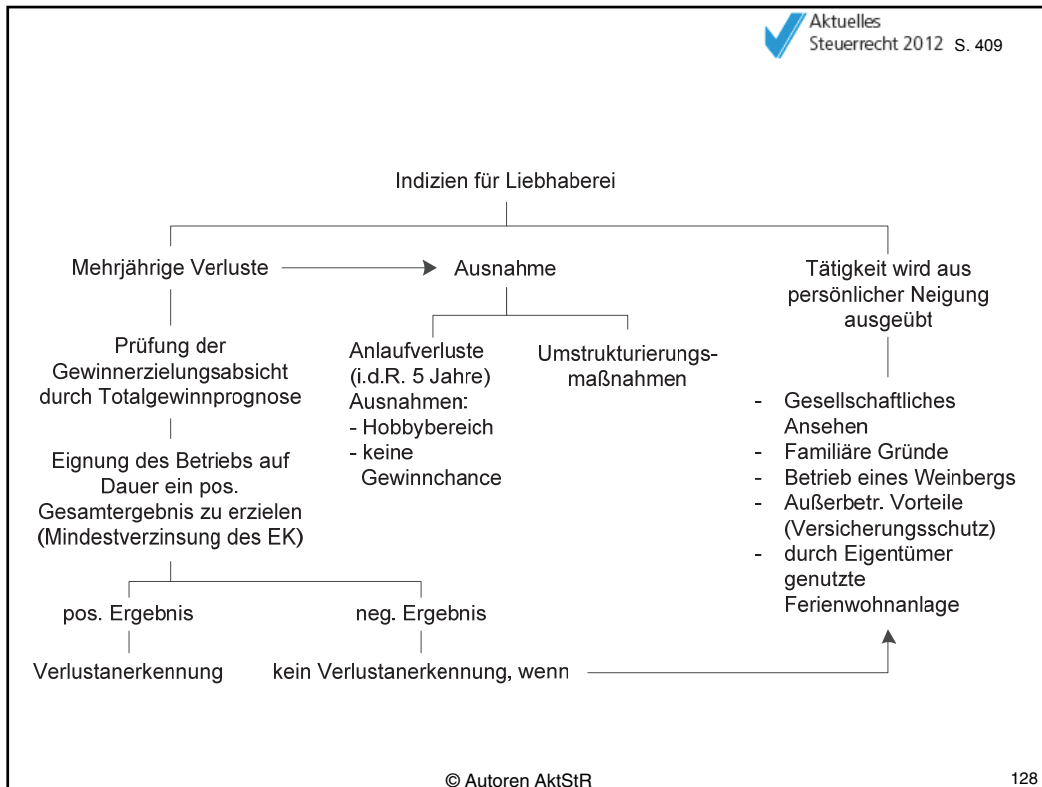 Aktuelles
Steuerrecht 2012 S. 409
Indizien für Liebhaberei
Mehrjährige Verluste
Prüfung der
Gewinnerzielungsabsicht
durch Totalgewinnprognose
Eignung des Betriebs auf
Dauer ein pos.
Gesamtergebnis zu erzielen
(Mindestverzinsung des EK)
pos. Ergebnis
Verlustanerkennung
neg. Ergebnis
kein Verlustanerkennung, wenn
Ausnahme
Anlaufverluste
(i.d.R. 5 Jahre)
Ausnahmen:
- Hobbybereich
- keine
Gewinnchance
Umstrukturierungs-
maßnahmen
Tätigkeit wird aus
persönlicher Neigung
ausgeübt
- Gesellschaftliches
Ansehen
- Familiäre Gründe
- Betrieb eines Weinbergs
- Außerbetr. Vorteile
(Versicherungsschutz)
- durch Eigentümer
genutzte
Ferienwohnanlage
© Autoren AktStR
128